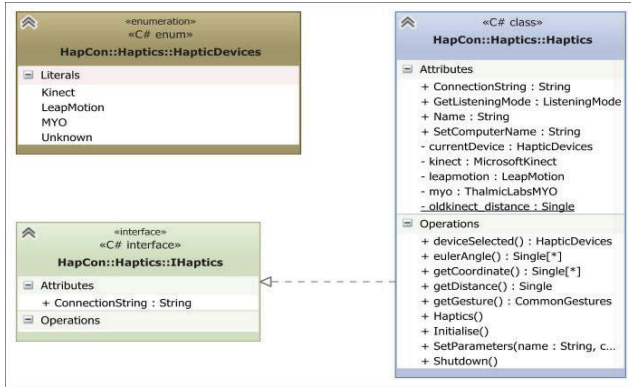 «enumeration»
«C# enum»
HapCon::Haptics::HapticDevices
Literals
Kinect
LeapMotion
MYO
Unknown
«interface»
«C# interface»
HapCon::Haptics::IHaptics
Attributes
+ ConnectionString : String
Operations
«C# class»
HapCon::Haptics::Haptics
Attributes
+ ConnectionString : String
+ GetListeningMode : ListeningMode
+ Name : String
+ SetComputerName : String
- currentDevice : HapticDevices
- kinect : MicrosoftKinect
- leapmotion : LeapMotion
- myo : ThalmicLabsMYO
- oldkinect_distance : Single
Operations
+ deviceSelected() : HapticDevices
+ eulerAngle() : Single[*]
+ getCoordinate() : Single[*]
+ getDistance() : Single
+ getGesture() : CommonGestures
+ Haptics()
+ Initialise()
+ SetParameters(name : String, c...
+ Shutdown()